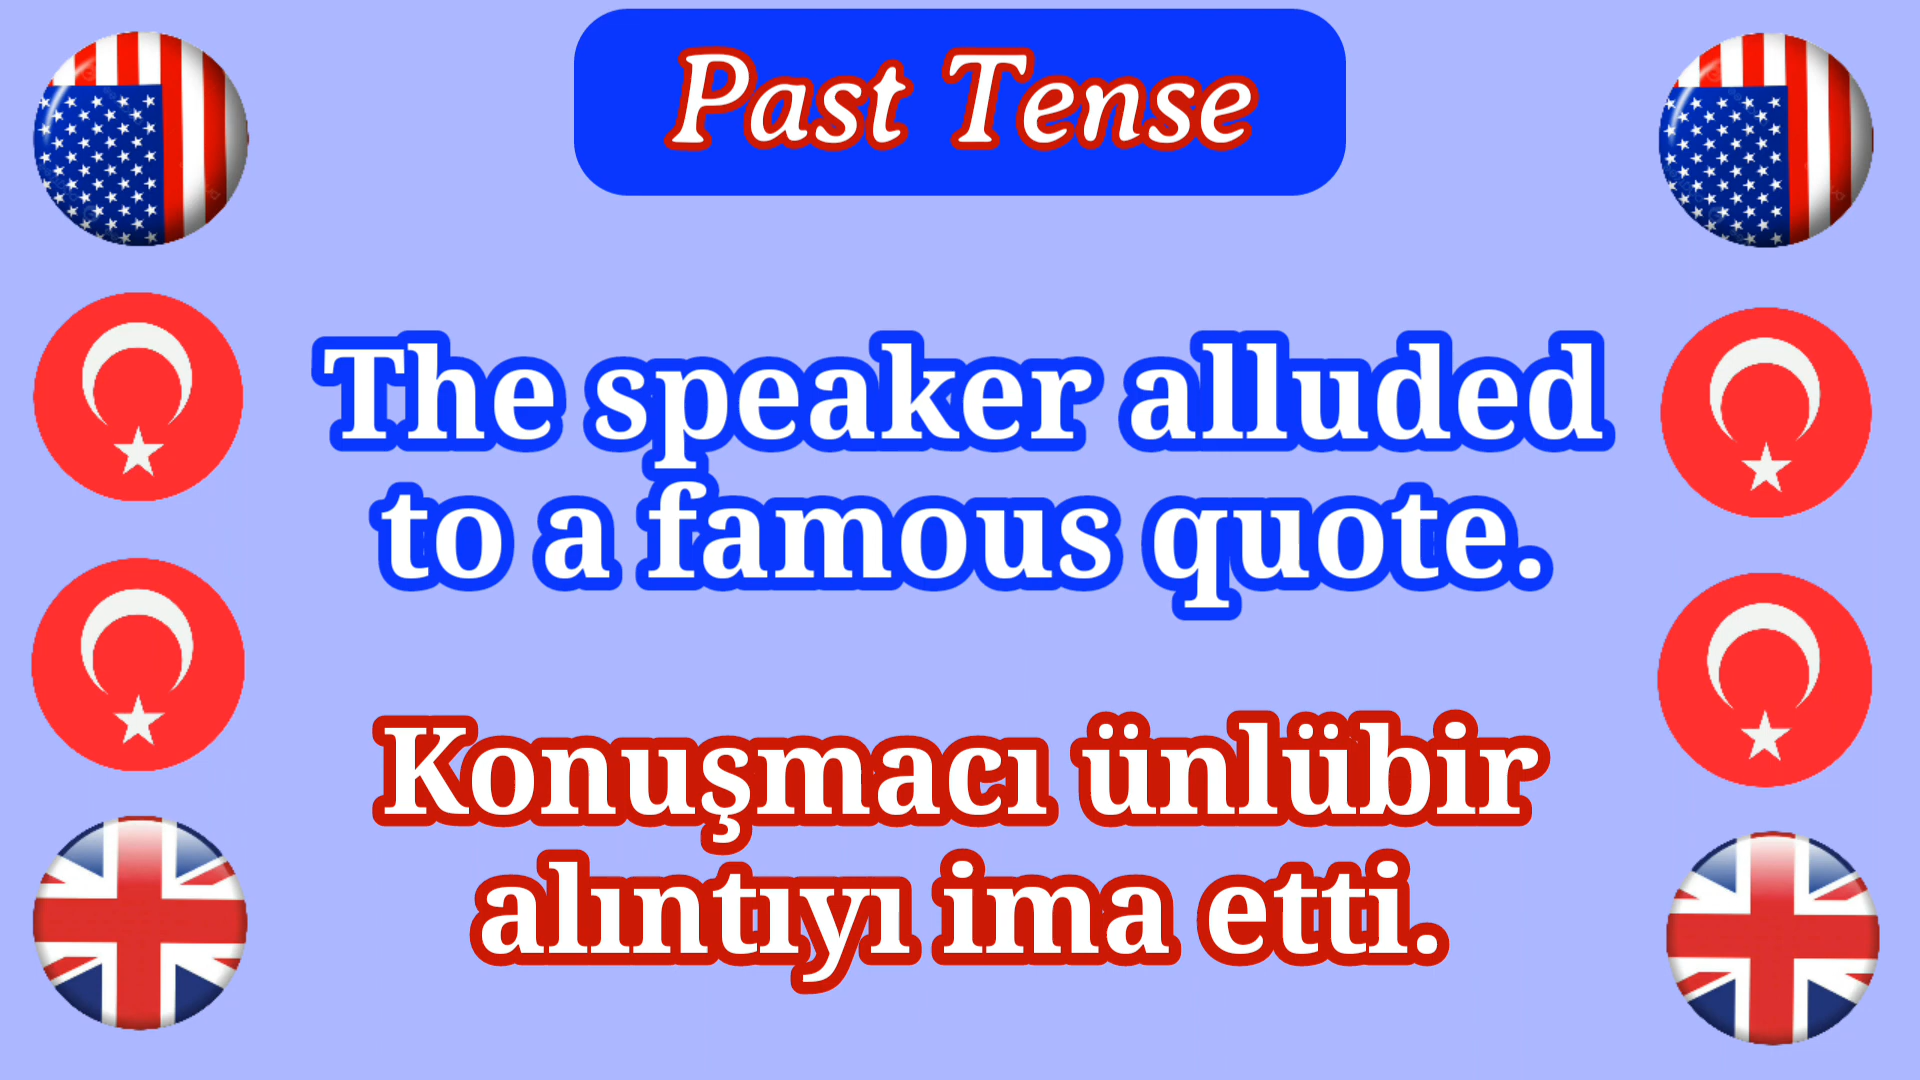 Past Tense
The speaker alluded
to a famous quote.
Konuşmacı ünlübir
alıntıyı ima etti.